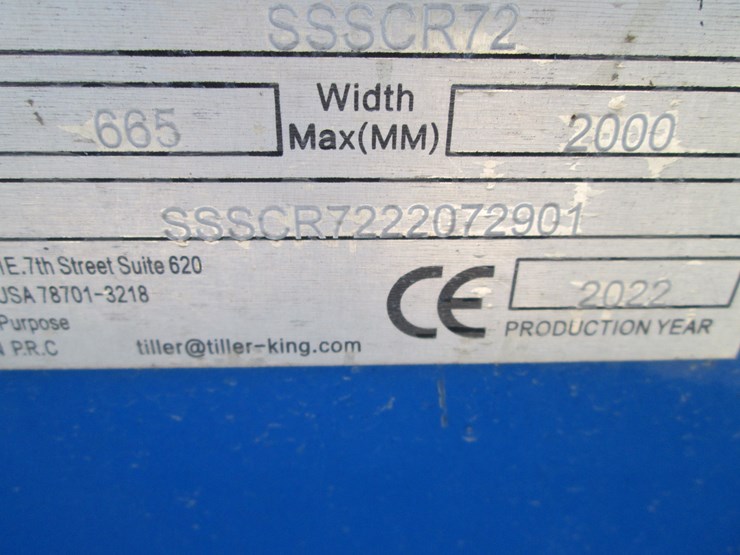 SSSCR72
665 Width Max(MM) 2000
SSSCR7222072901
E.7th Street Suite 620
USA 78701-3218
Purpose
P.R.C tiller@tiller-king.com
CE 2022
PRODUCTION YEAR